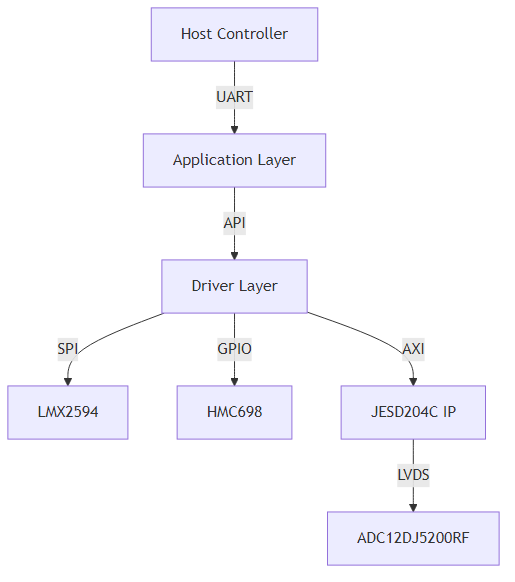 Host Controller
UART
Application Layer
API
Driver Layer
SPI
GPIO
AXI
LMX2594
HMC698
JESD204C IP
LVDS
ADC12DJ5200RF